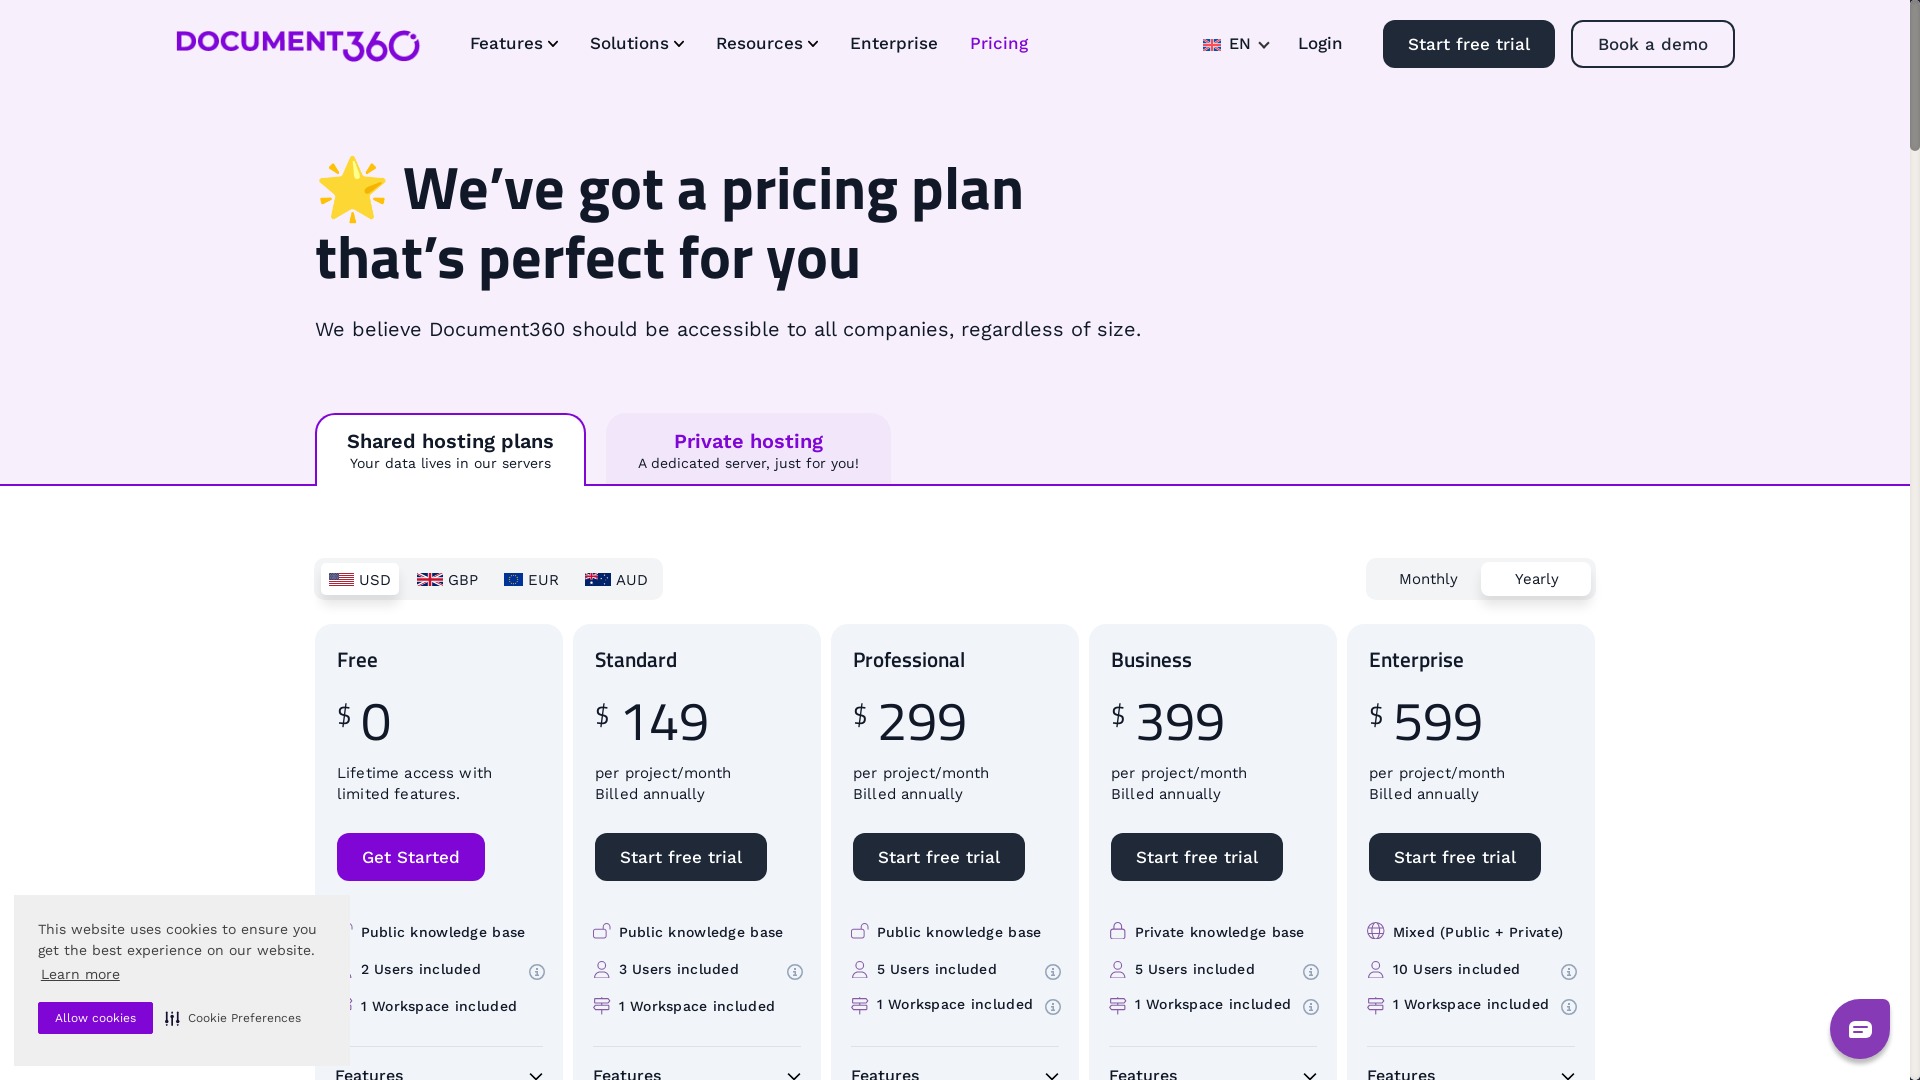 DOCUMENT360
Features
Solutions
Resources
Enterprise
Pricing
EN
Login
Start free trial
Book a demo
We’ve got a pricing plan
that’s perfect for you
We believe Document360 should be accessible to all companies, regardless of size.
Shared hosting plans
Your data lives in our servers
Private hosting
A dedicated server, just for you!
USD
GBP
EUR
AUD
Monthly
Yearly
Free
$ 0
Lifetime access with
limited features.
Get Started
Public knowledge base
2 Users included
1 Workspace included
Features
Standard
$ 149
per project/month
Billed annually
Start free trial
Public knowledge base
3 Users included
1 Workspace included
Features
Professional
$ 299
per project/month
Billed annually
Start free trial
Public knowledge base
5 Users included
1 Workspace included
Features
Business
$ 399
per project/month
Billed annually
Start free trial
Private knowledge base
5 Users included
1 Workspace included
Features
Enterprise
$ 599
per project/month
Billed annually
Start free trial
Mixed (Public + Private)
10 Users included
1 Workspace included
Features
This website uses cookies to ensure you
get the best experience on our website.
Learn more
Allow cookies
Cookie Preferences